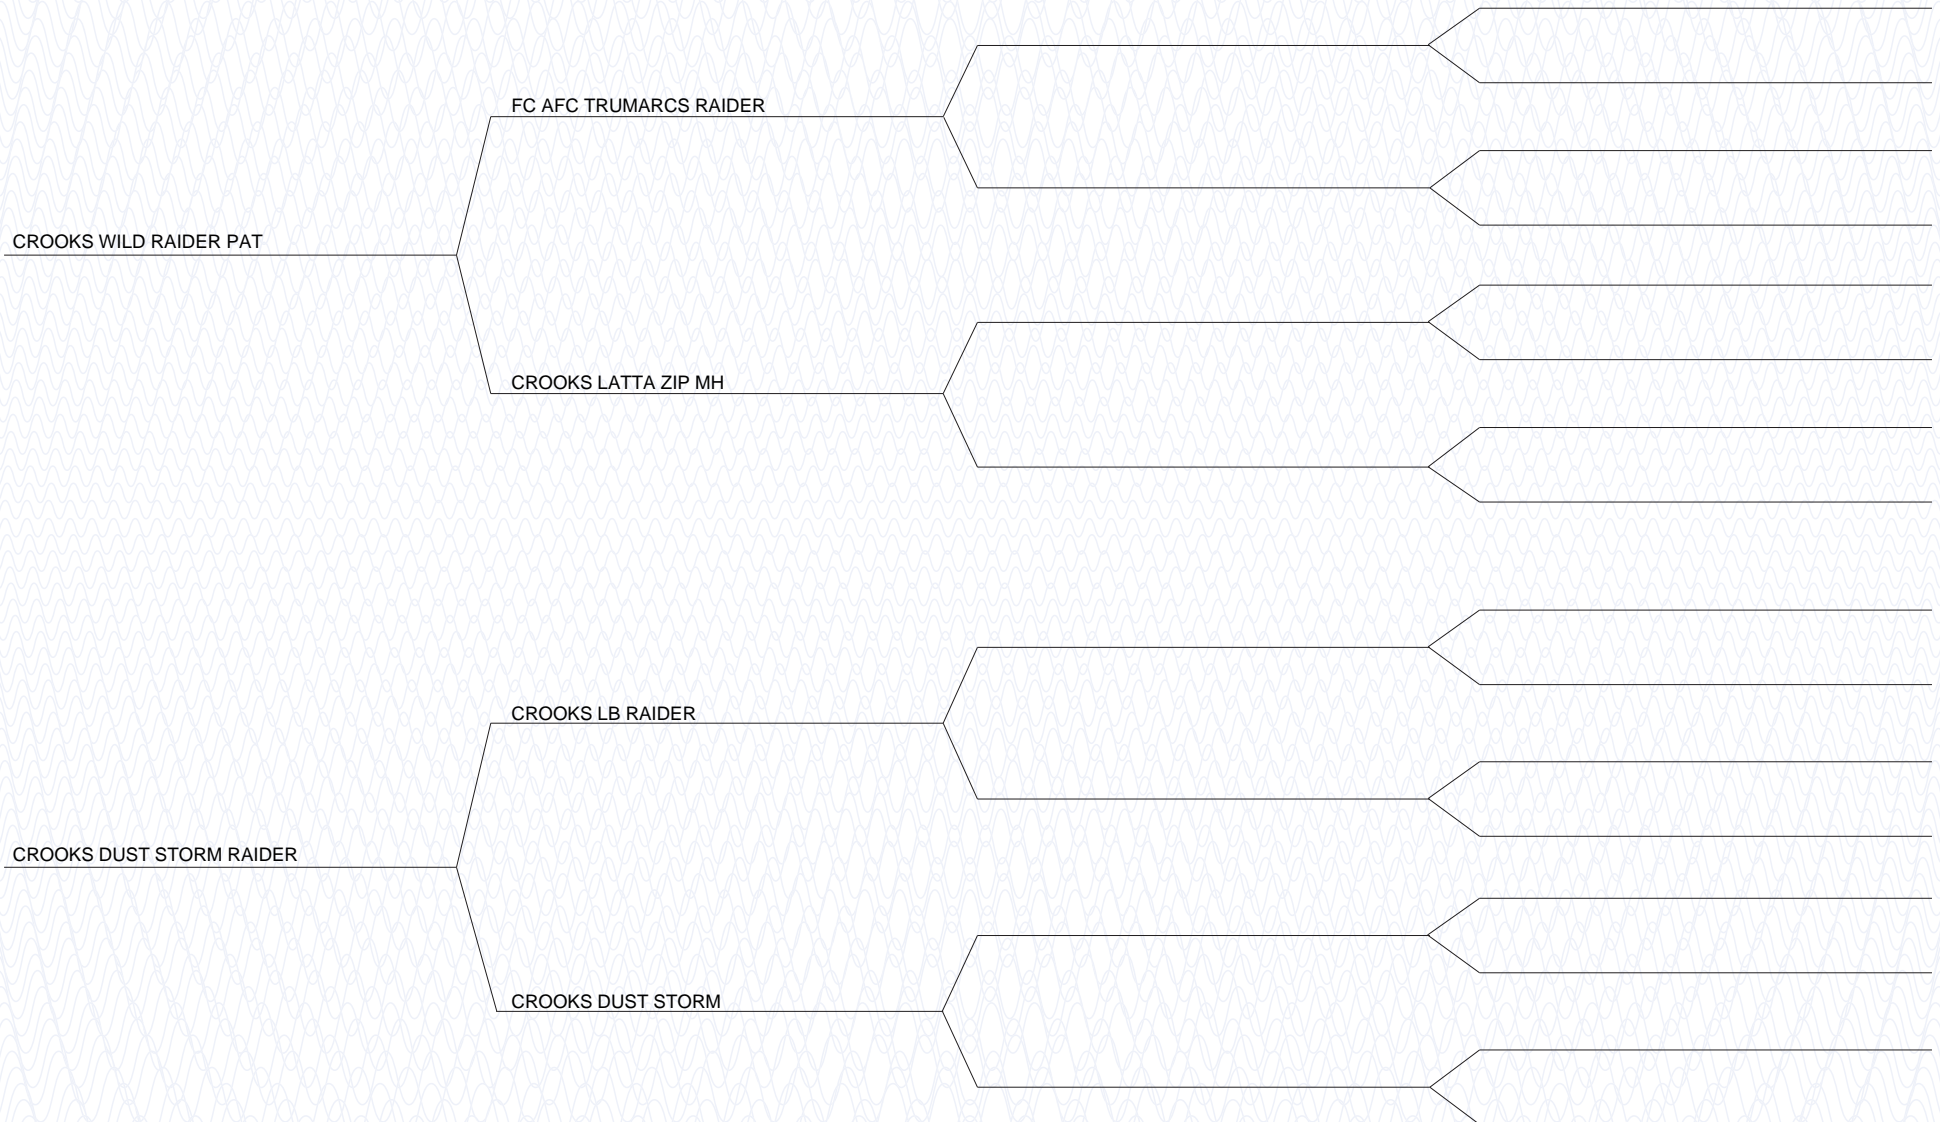 FC AFC TRUMARCS RAIDER
CROOKS WILD RAIDER PAT
CROOKS LATTA ZIP MH
CROOKS LB RAIDER
CROOKS DUST STORM RAIDER
CROOKS DUST STORM